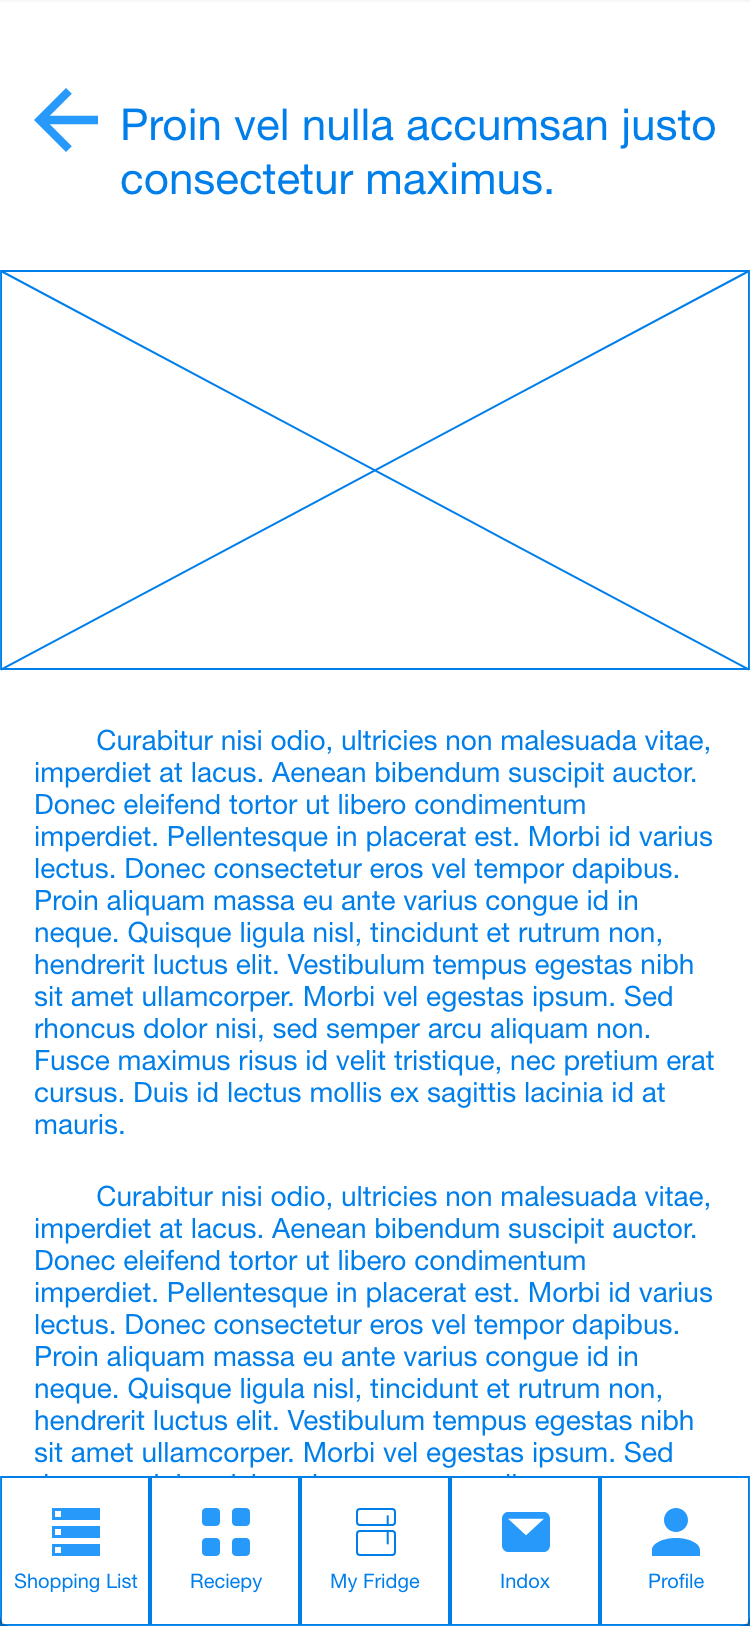 Proin vel nulla accumsan justo
consectetur maximus.
Curabitur nisi odio, ultricies non malesuada vitae,
imperdiet at lacus. Aenean bibendum suscipit auctor.
Donec eleifend tortor ut libero condimentum
imperdiet. Pellentesque in placerat est. Morbi id varius
lectus. Donec consectetur eros vel tempor dapibus.
Proin aliquam massa eu ante varius congue id in
neque. Quisque ligula nisl, tincidunt et rutrum non,
hendrerit luctus elit. Vestibulum tempus egestas nibh
sit amet ullamcorper. Morbi vel egestas ipsum. Sed
rhoncus dolor nisi, sed semper arcu aliquam non.
Fusce maximus risus id velit tristique, nec pretium erat
cursus. Duis id lectus mollis ex sagittis lacinia id at
mauris.
Curabitur nisi odio, ultricies non malesuada vitae,
imperdiet at lacus. Aenean bibendum suscipit auctor.
Donec eleifend tortor ut libero condimentum
imperdiet. Pellentesque in placerat est. Morbi id varius
lectus. Donec consectetur eros vel tempor dapibus.
Proin aliquam massa eu ante varius congue id in
neque. Quisque ligula nisl, tincidunt et rutrum non,
hendrerit luctus elit. Vestibulum tempus egestas nibh
sit amet ullamcorper. Morbi vel egestas ipsum. Sed
Shopping List
Reciepy
My Fridge
Indox
Profile